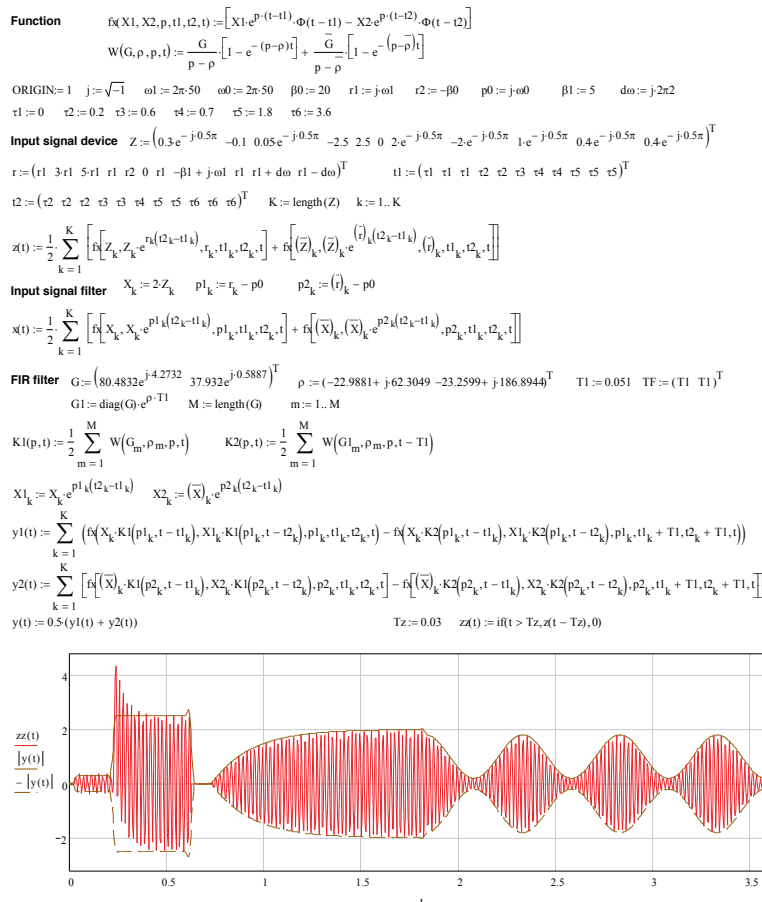 Function fx(X1, X2, p, t1, t2, t) := [X1·e^{p·(t−t1)}·Φ(t − t1) − X2·e^{p·(t−t2)}·Φ(t − t2)]
W(G, ρ, p, t) := G/(p − ρ)·[1 − e^{−(p−ρ)t}] + G̅/(p − ρ̅)·[1 − e^{−(p−ρ̅)t}]
ORIGIN:= 1 j := √−1 ω1 := 2π·50 ω0 := 2π·50 β0 := 20 r1 := j·ω1 r2 := −β0 p0 := j·ω0 β1 := 5 dω := j·2π2
τ1 := 0 τ2 := 0.2 τ3 := 0.6 τ4 := 0.7 τ5 := 1.8 τ6 := 3.6
Input signal device Z := (0.3·e^{− j·0.5π} −0.1 0.05e^{− j·0.5π} −2.5 2.5 0 2·e^{− j·0.5π} −2·e^{− j·0.5π} 1·e^{− j·0.5π} 0.4e^{− j·0.5π} 0.4e^{− j·0.5π})^T
r := (r1 3·r1 5·r1 r1 r2 0 r1 −β1 + j·ω1 r1 r1 + dω r1 − dω)^T t1 := (τ1 τ1 τ1 τ2 τ2 τ3 τ4 τ4 τ5 τ5 τ5)^T
t2 := (τ2 τ2 τ2 τ3 τ3 τ4 τ5 τ5 τ6 τ6 τ6)^T K := length(Z) k := 1.. K
z(t) := 1/2·∑_{k = 1}^{K} [fx[Z_k, Z_k·e^{r_k(t2_k−t1_k)}, r_k, t1_k, t2_k, t] + fx[(Z̅)_k, (Z̅)_k·e^{(r̅)_k(t2_k−t1_k)}, (r̅)_k, t1_k, t2_k, t]]
Input signal filter X_k := 2·Z_k p1_k := r_k − p0 p2_k := (r̅)_k − p0
x(t) := 1/2·∑_{k = 1}^{K} [fx[X_k, X_k·e^{p1_k(t2_k−t1_k)}, p1_k, t1_k, t2_k, t] + fx[(X̅)_k, (X̅)_k·e^{p2_k(t2_k−t1_k)}, p2_k, t1_k, t2_k, t]]
FIR filter G := (80.4832e^{j·4.2732} 37.932e^{j·0.5887})^T ρ := (−22.9881+ j·62.3049 −23.2599+ j·186.8944)^T T1 := 0.051 TF := (T1 T1)^T
G1 := diag(G)·e^{ρ·T1} M := length(G) m := 1.. M
K1(p, t) := 1/2·∑_{m = 1}^{M} W(G_m, ρ_m, p, t) K2(p, t) := 1/2·∑_{m = 1}^{M} W(G1_m, ρ_m, p, t − T1)
X1_k := X_k·e^{p1_k(t2_k−t1_k)} X2_k := (X̅)_k·e^{p2_k(t2_k−t1_k)}
y1(t) := ∑_{k = 1}^{K} (fx(X_k·K1(p1_k, t − t1_k), X1_k·K1(p1_k, t − t2_k), p1_k, t1_k, t2_k, t) − fx(X_k·K2(p1_k, t − t1_k), X1_k·K2(p1_k, t − t2_k), p1_k, t1_k + T1, t2_k + T1, t))
y2(t) := ∑_{k = 1}^{K} [fx[(X̅)_k·K1(p2_k, t − t1_k), X2_k·K1(p2_k, t − t2_k), p2_k, t1_k, t2_k, t] − fx[(X̅)_k·K2(p2_k, t − t1_k), X2_k·K2(p2_k, t − t2_k), p2_k, t1_k + T1, t2_k + T1, t]]
y(t) := 0.5·(y1(t) + y2(t)) Tz := 0.03 zz(t) := if(t > Tz, z(t − Tz), 0)
4
2
zz(t)
|y(t)|
− |y(t)|
0
−2
0 0.5 1 1.5 2 2.5 3 3.5
t